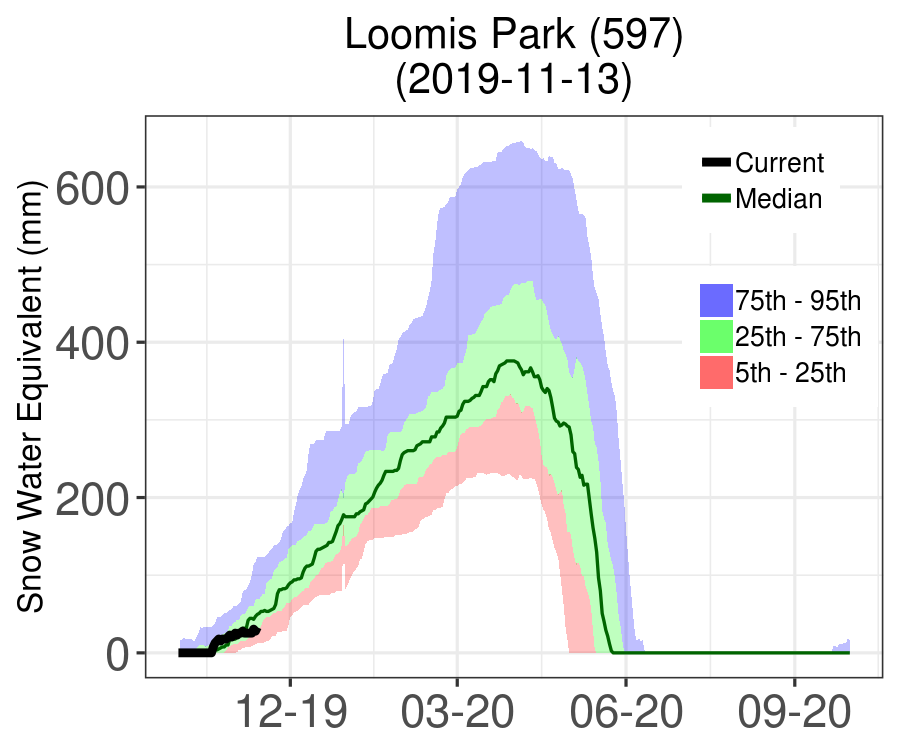 Loomis Park (597)
(2019-11-13)
Snow Water Equivalent (mm)
600
400
200
0
12-19
03-20
06-20
09-20
Current
Median
75th - 95th
25th - 75th
5th - 25th